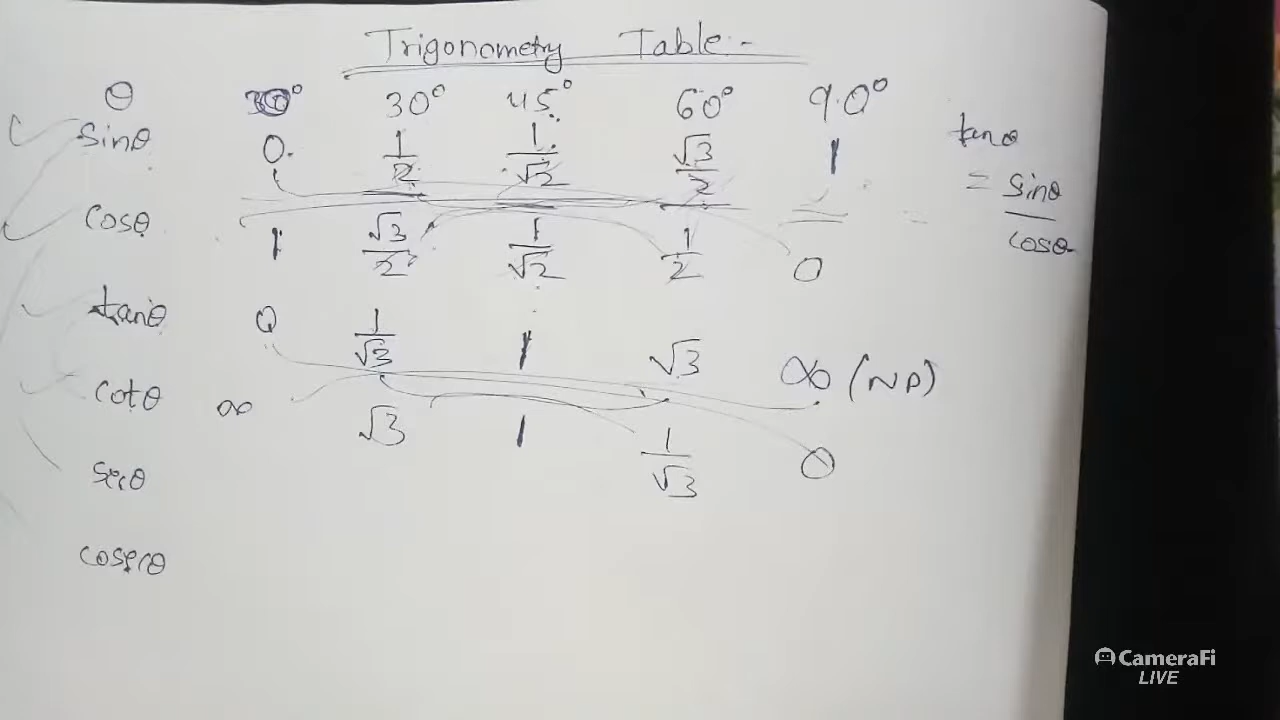 Trigonometry Table:-
θ 30° 45° 60° 90°
sinθ 0 1/2 1/√2 √3/2 1
cosθ 1 √3/2 1/√2 1/2 0
tanθ 0 1/√3 1 √3 ∞ (ND)
cotθ ∞ √3 1 1/√3 0
secθ
cosecθ
tanθ
= sinθ/cosθ
CameraFi
LIVE